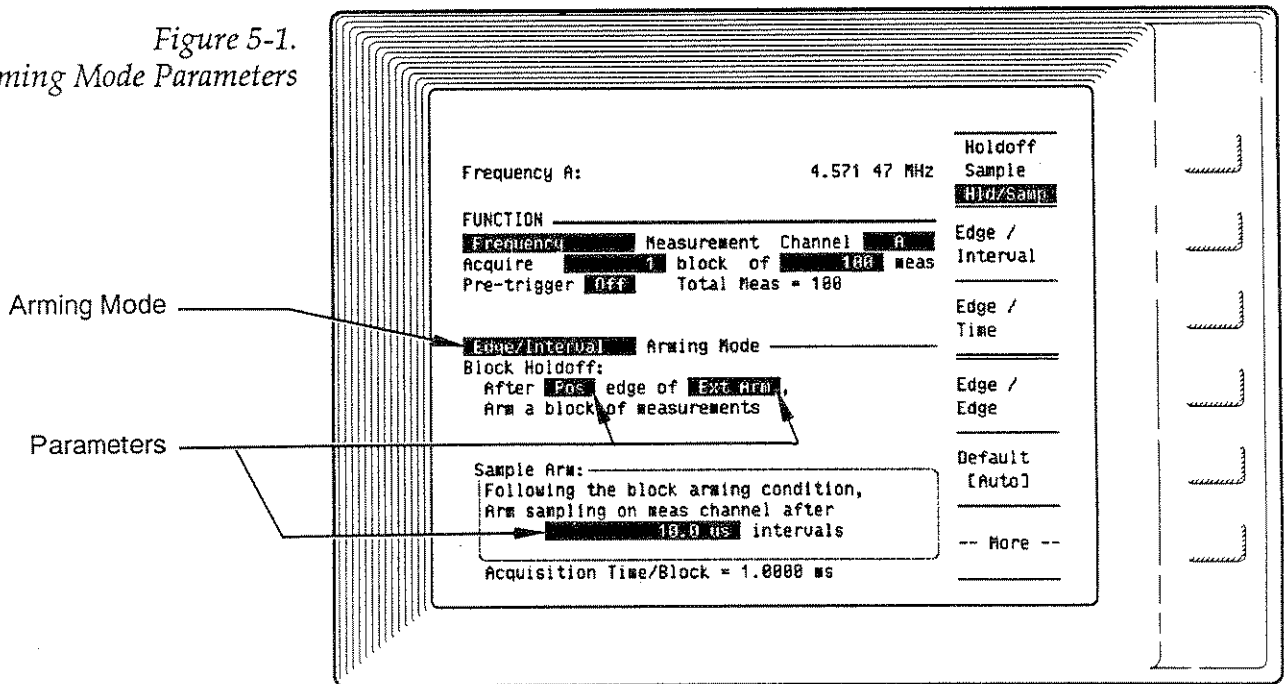 Figure 5-1.
ming Mode Parameters
Frequency A: 4.571 47 MHz
FUNCTION
Frequency Measurement Channel A
Acquire 1 block of 100 meas
Pre-trigger Off Total Meas = 100
Edge/Interval Arming Mode
Block Holdoff:
After Pos edge of Ext Arm,
Arm a block of measurements
Sample Arm:
Following the block arming condition,
Arm sampling on meas channel after
10.0 us intervals
Acquisition Time/Block = 1.0000 ms
Holdoff
Sample
Hld/Samp
Edge /
Interval
Edge /
Time
Edge /
Edge
Default
[Auto]
-- More --
Arming Mode
Parameters